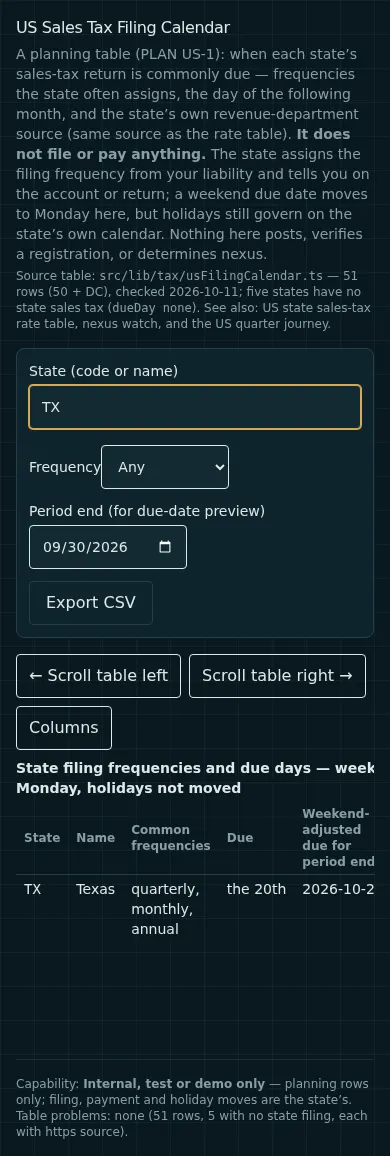 US Sales Tax Filing Calendar
A planning table (PLAN US-1): when each state’s
sales-tax return is commonly due — frequencies
the state often assigns, the day of the following
month, and the state’s own revenue-department
source (same source as the rate table). It does
not file or pay anything. The state assigns the
filing frequency from your liability and tells you on
the account or return; a weekend due date moves
to Monday here, but holidays still govern on the
state’s own calendar. Nothing here posts, verifies
a registration, or determines nexus.
Source table: src/lib/tax/usFilingCalendar.ts — 51
rows (50 + DC), checked 2026-10-11; five states have no
state sales tax (dueDay none). See also: US state sales-tax
rate table, nexus watch, and the US quarter journey.
State (code or name)
TX
Frequency Any
Period end (for due-date preview)
09/30/2026
Export CSV
← Scroll table left Scroll table right →
Columns
State filing frequencies and due days — week
Monday, holidays not moved
State Name Common frequencies Due Weekend-adjusted due for period end
TX Texas quarterly, monthly, annual the 20th 2026-10-2
Capability: Internal, test or demo only — planning rows
only; filing, payment and holiday moves are the state’s.
Table problems: none (51 rows, 5 with no state filing, each
with https source).